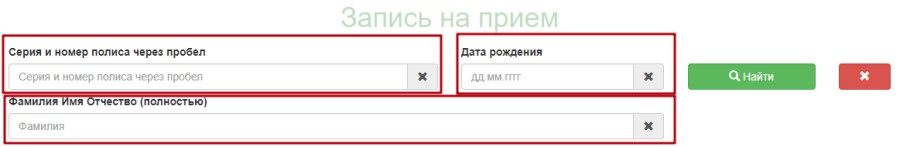 Запись на прием
Серия и номер полиса через пробел
Дата рождения
Серия и номер полиса через пробел
дд.мм.гггг
Найти
Фамилия Имя Отчество (полностью)
Фамилия